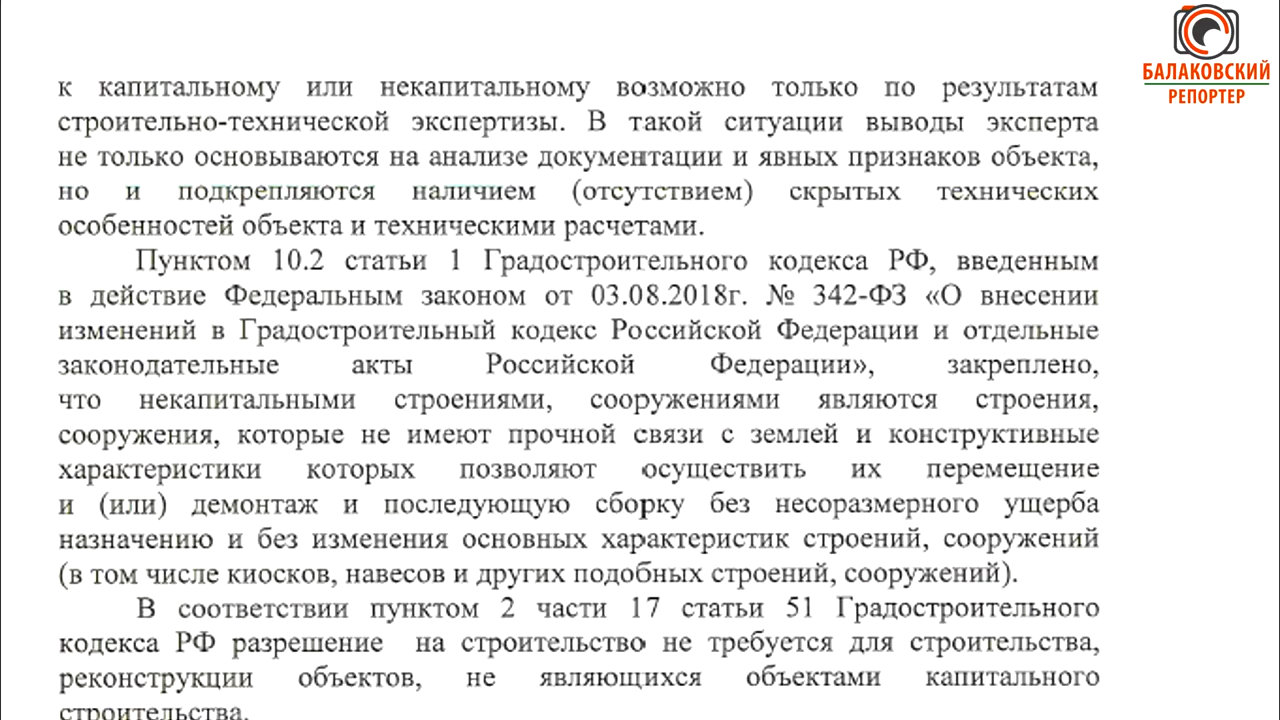 БАЛАКОВСКИЙ
РЕПОРТЕР
к капитальному или некапитальному возможно только по результатам
строительно-технической экспертизы. В такой ситуации выводы эксперта
не только основываются на анализе документации и явных признаков объекта,
но и подкрепляются наличием (отсутствием) скрытых технических
особенностей объекта и техническими расчетами.
Пунктом 10.2 статьи 1 Градостроительного кодекса РФ, введенным
в действие Федеральным законом от 03.08.2018г. № 342-ФЗ «О внесении
изменений в Градостроительный кодекс Российской Федерации и отдельные
законодательные акты Российской Федерации», закреплено,
что некапитальными строениями, сооружениями являются строения,
сооружения, которые не имеют прочной связи с землей и конструктивные
характеристики которых позволяют осуществить их перемещение
и (или) демонтаж и последующую сборку без несоразмерного ущерба
назначению и без изменения основных характеристик строений, сооружений
(в том числе киосков, навесов и других подобных строений, сооружений).
В соответствии пунктом 2 части 17 статьи 51 Градостроительного
кодекса РФ разрешение на строительство не требуется для строительства,
реконструкции объектов, не являющихся объектами капитального
строительства.